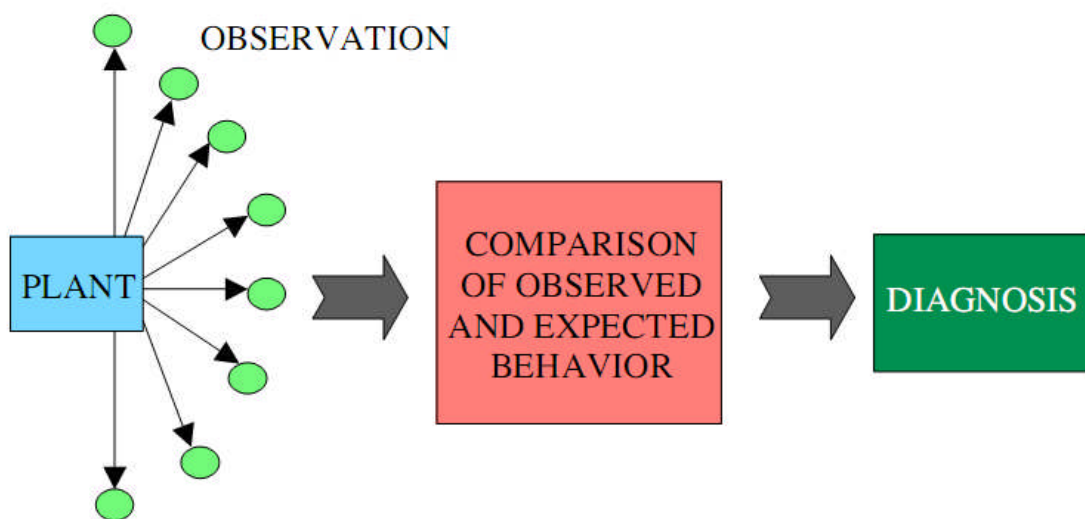 OBSERVATION
PLANT
COMPARISON
OF OBSERVED
AND EXPECTED
BEHAVIOR
DIAGNOSIS